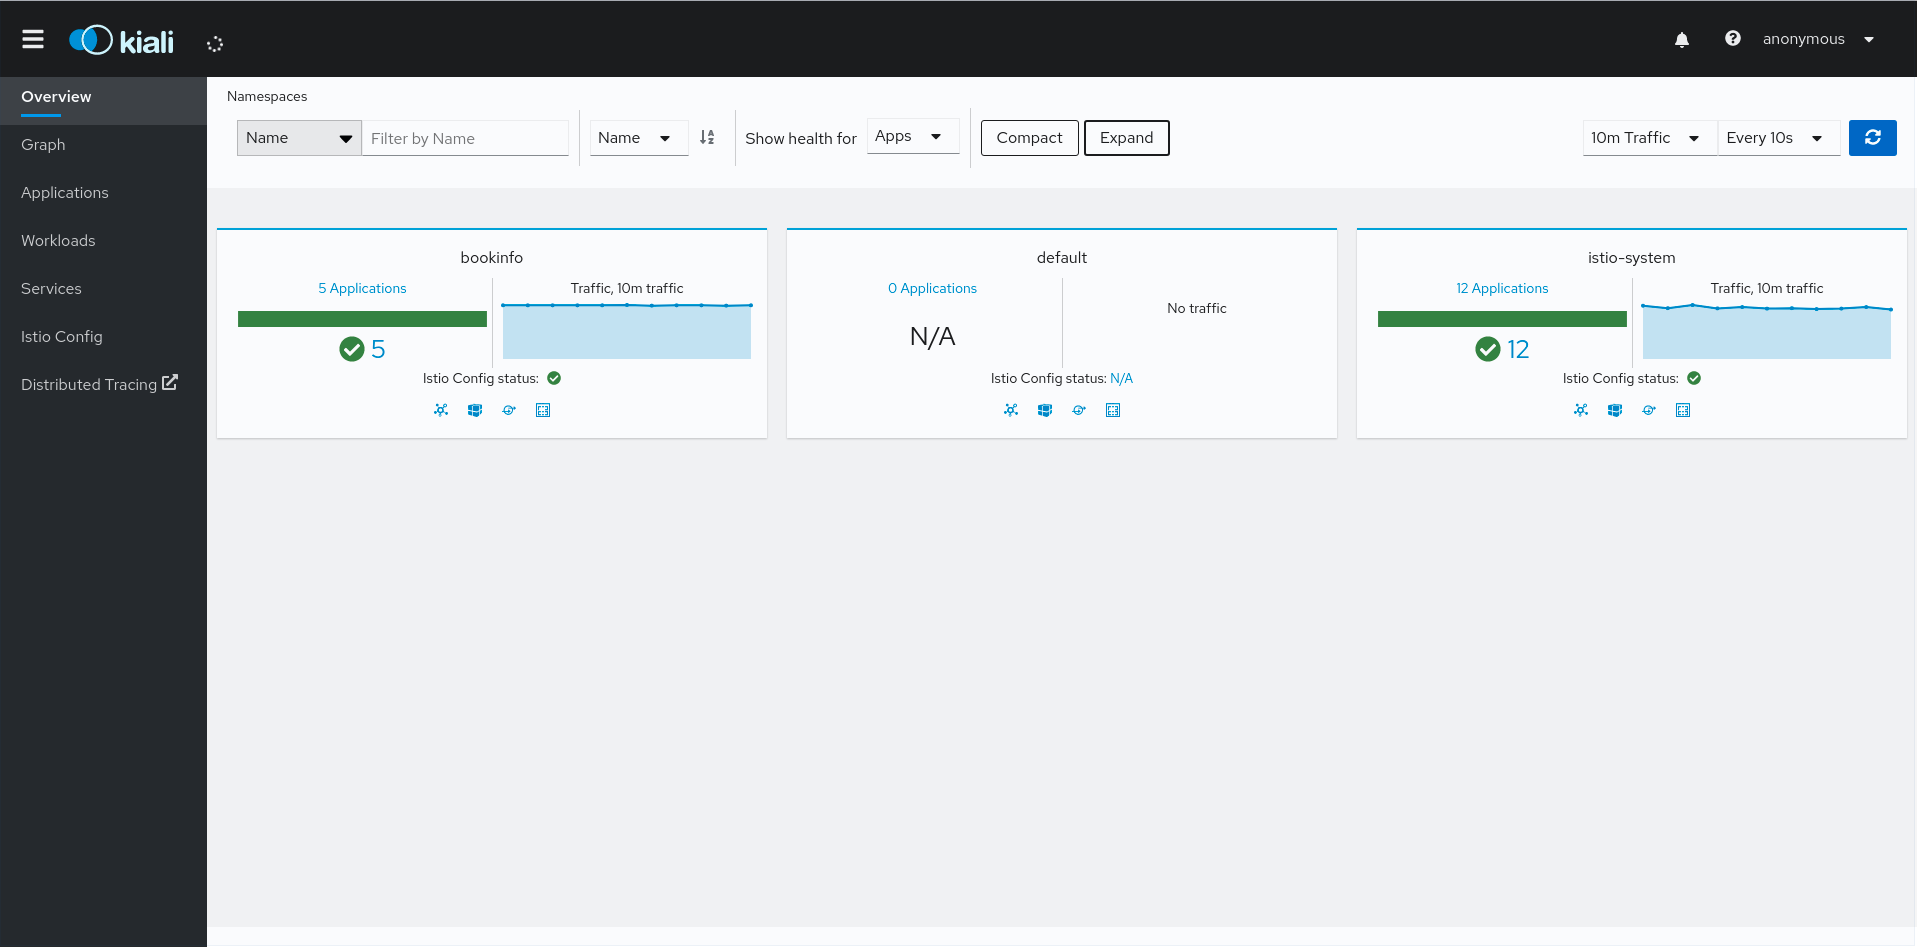 kiali
anonymous
Overview
Graph
Applications
Workloads
Services
Istio Config
Distributed Tracing
Namespaces
Name
Filter by Name
Name
Show health for
Apps
Compact
Expand
10m Traffic
Every 10s
bookinfo
5 Applications
Traffic, 10m traffic
5
Istio Config status:
default
0 Applications
No traffic
N/A
Istio Config status: N/A
istio-system
12 Applications
Traffic, 10m traffic
12
Istio Config status: